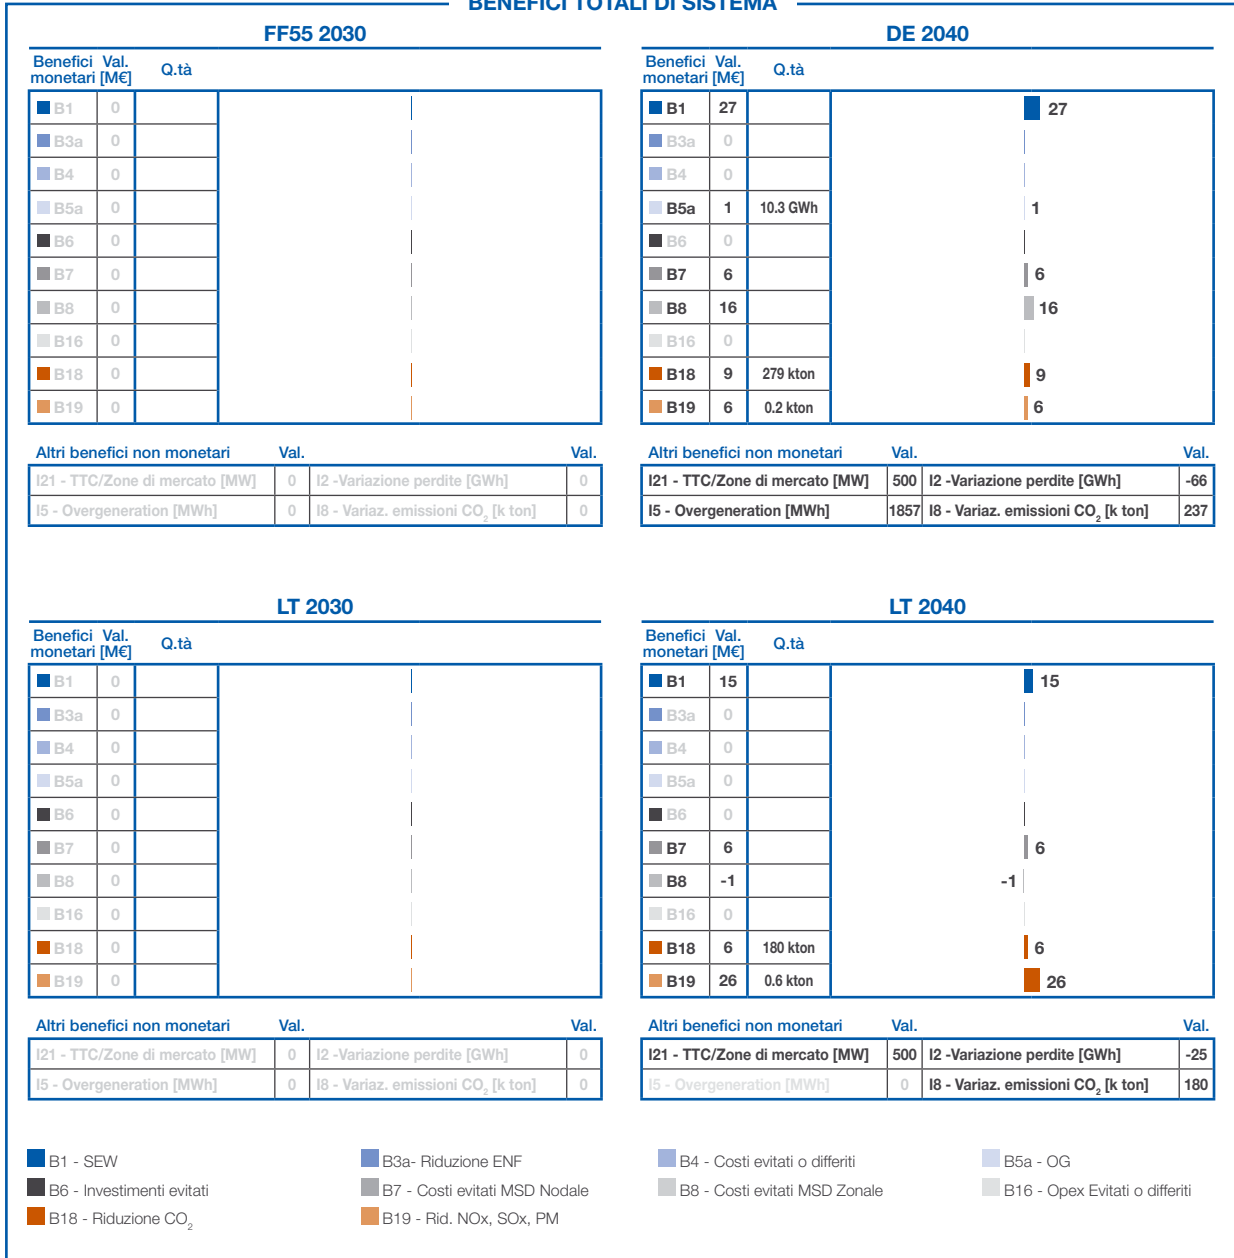 BENEFICI TOTALI DI SISTEMA
FF55 2030
Benefici monetari Val. [M€] Q.tà
B1 0
B3a 0
B4 0
B5a 0
B6 0
B7 0
B8 0
B16 0
B18 0
B19 0
Altri benefici non monetari Val. Val.
I21 - TTC/Zone di mercato [MW] 0 I2 -Variazione perdite [GWh] 0
I5 - Overgeneration [MWh] 0 I8 - Variaz. emissioni CO2 [k ton] 0
DE 2040
Benefici monetari Val. [M€] Q.tà
B1 27 27
B3a 0
B4 0
B5a 1 10.3 GWh 1
B6 0
B7 6 6
B8 16 16
B16 0
B18 9 279 kton 9
B19 6 0.2 kton 6
Altri benefici non monetari Val. Val.
I21 - TTC/Zone di mercato [MW] 500 I2 -Variazione perdite [GWh] -66
I5 - Overgeneration [MWh] 1857 I8 - Variaz. emissioni CO2 [k ton] 237
LT 2030
Benefici monetari Val. [M€] Q.tà
B1 0
B3a 0
B4 0
B5a 0
B6 0
B7 0
B8 0
B16 0
B18 0
B19 0
Altri benefici non monetari Val. Val.
I21 - TTC/Zone di mercato [MW] 0 I2 -Variazione perdite [GWh] 0
I5 - Overgeneration [MWh] 0 I8 - Variaz. emissioni CO2 [k ton] 0
LT 2040
Benefici monetari Val. [M€] Q.tà
B1 15 15
B3a 0
B4 0
B5a 0
B6 0
B7 6 6
B8 -1 -1
B16 0
B18 6 180 kton 6
B19 26 0.6 kton 26
Altri benefici non monetari Val. Val.
I21 - TTC/Zone di mercato [MW] 500 I2 -Variazione perdite [GWh] -25
I5 - Overgeneration [MWh] 0 I8 - Variaz. emissioni CO2 [k ton] 180
B1 - SEW B3a- Riduzione ENF B4 - Costi evitati o differiti B5a - OG
B6 - Investimenti evitati B7 - Costi evitati MSD Nodale B8 - Costi evitati MSD Zonale B16 - Opex Evitati o differiti
B18 - Riduzione CO2 B19 - Rid. NOx, SOx, PM